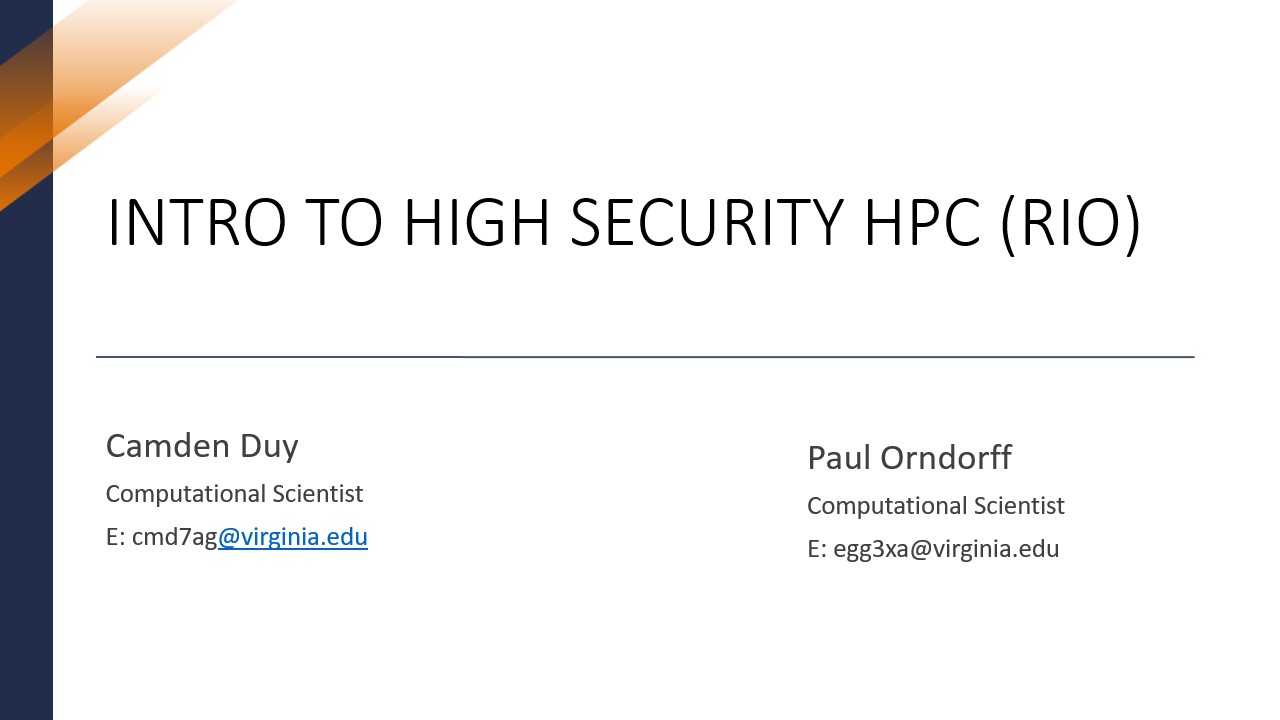 INTRO TO HIGH SECURITY HPC (RIO)
Camden Duy
Computational Scientist
E: cmd7ag@virginia.edu
Paul Orndorff
Computational Scientist
E: egg3xa@virginia.edu